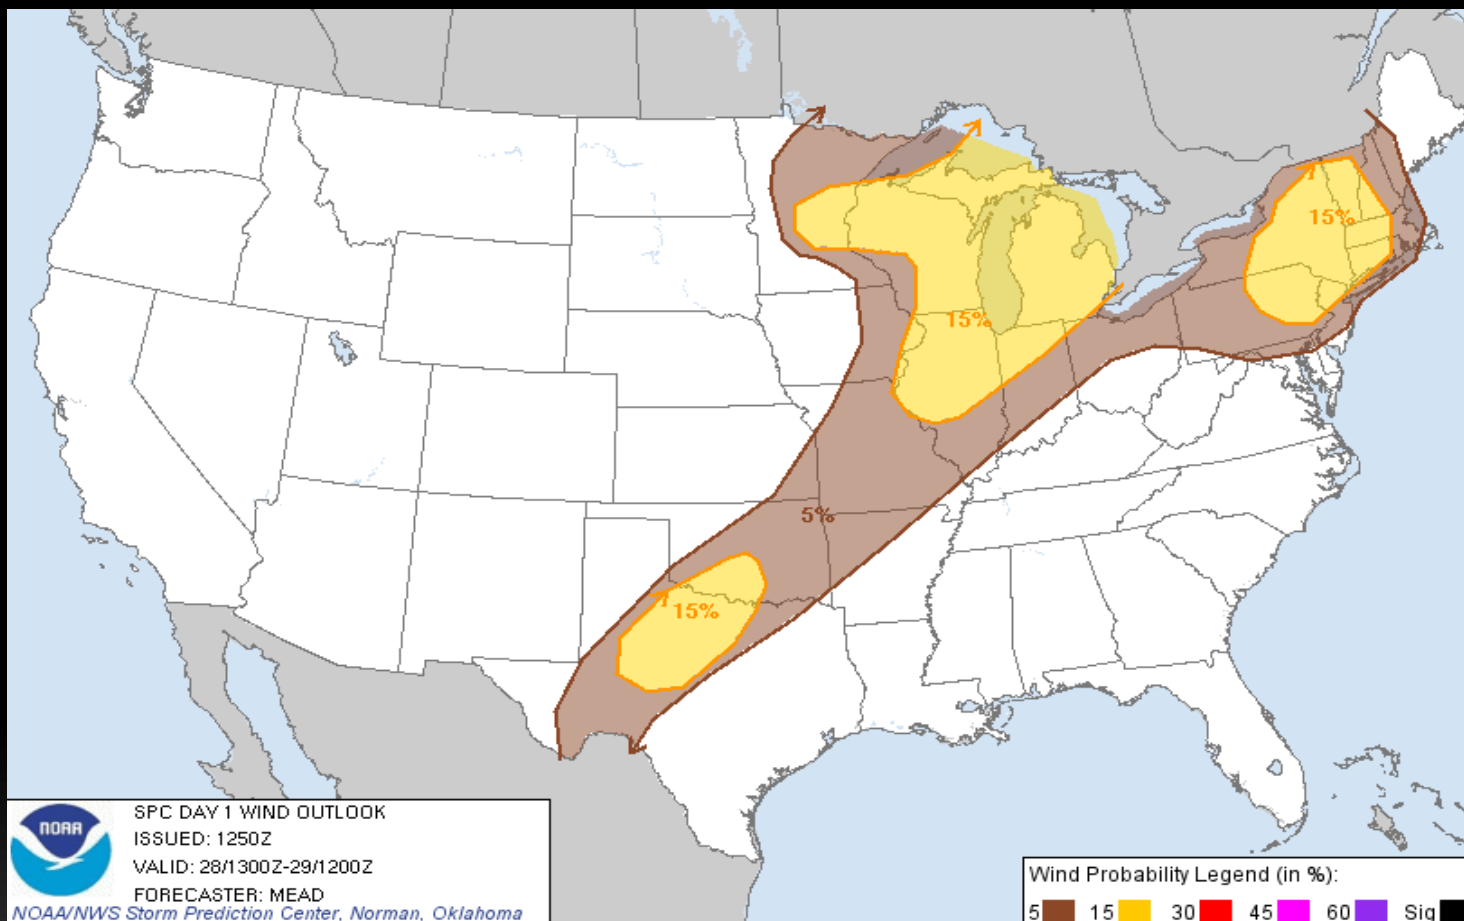 15%
15%
5%
15%
NOAA
SPC DAY 1 WIND OUTLOOK
ISSUED: 1250Z
VALID: 28/1300Z-29/1200Z
FORECASTER: MEAD
NOAA/NWS Storm Prediction Center, Norman, Oklahoma
Wind Probability Legend (in %):
5 15 30 45 60 Sig